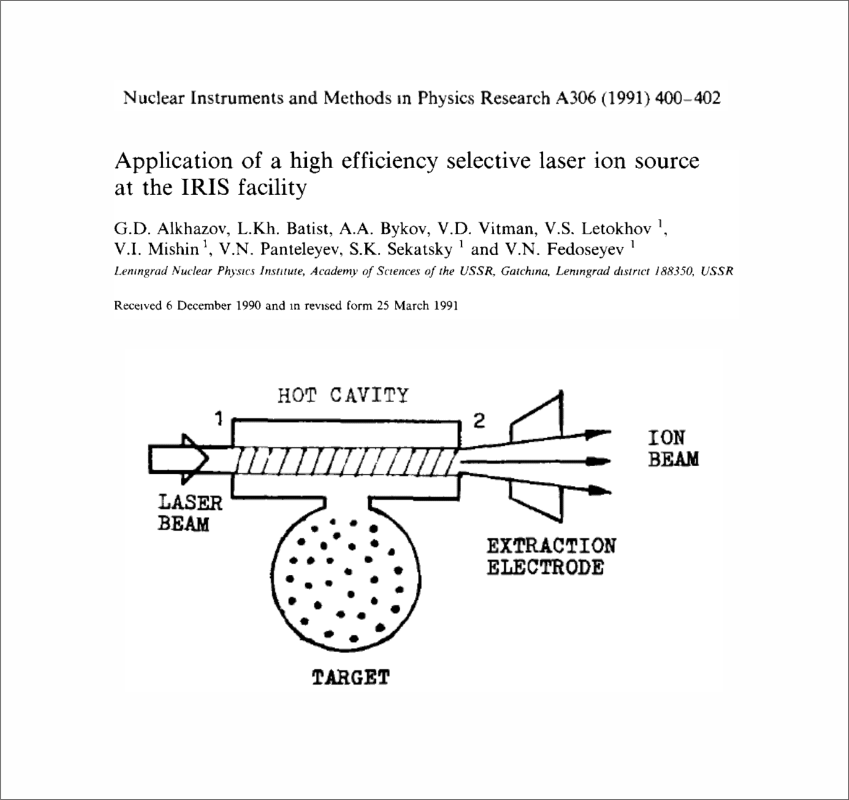 Nuclear Instruments and Methods in Physics Research A306 (1991) 400–402
Application of a high efficiency selective laser ion source
at the IRIS facility
G.D. Alkhazov, L.Kh. Batist, A.A. Bykov, V.D. Vitman, V.S. Letokhov ¹,
V.I. Mishin ¹, V.N. Panteleyev, S.K. Sekatsky ¹ and V.N. Fedoseyev ¹
Leningrad Nuclear Physics Institute, Academy of Sciences of the USSR, Gatchina, Leningrad district 188350, USSR
Received 6 December 1990 and in revised form 25 March 1991
HOT CAVITY
1
2
ION
BEAM
LASER
BEAM
EXTRACTION
ELECTRODE
TARGET